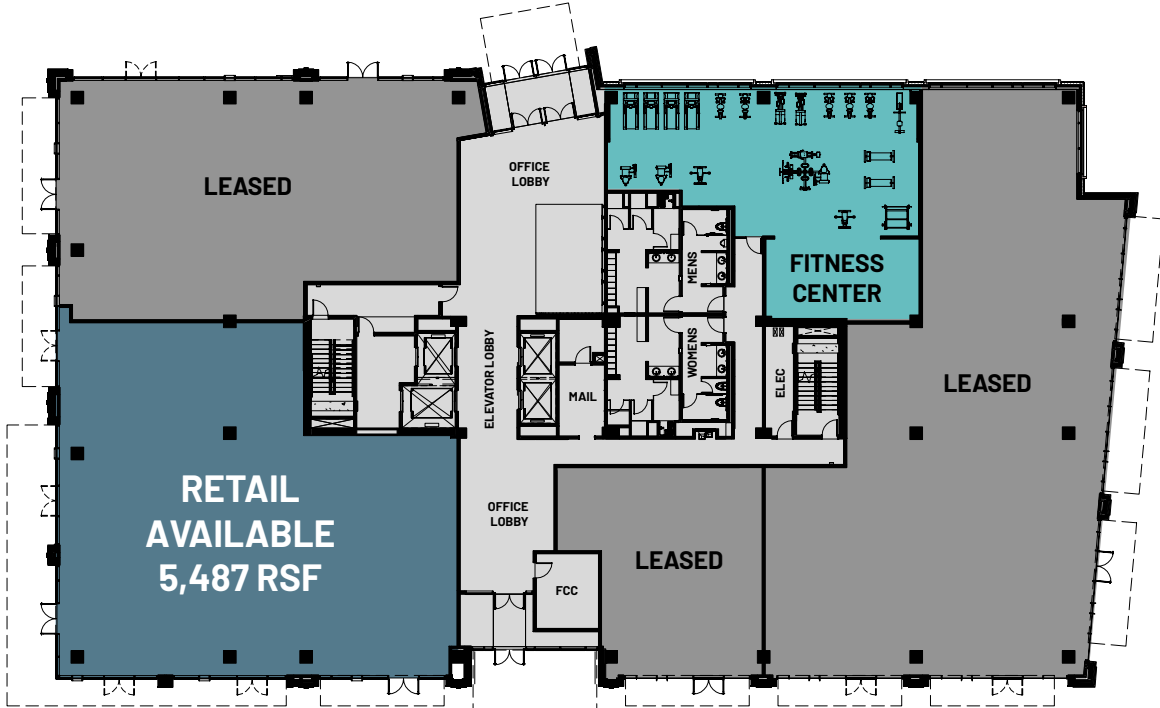 OFFICE
LOBBY
LEASED
MENS
FITNESS
CENTER
ELEVATOR LOBBY
WOMENS
ELEC
MAIL
LEASED
RETAIL
AVAILABLE
5,487 RSF
OFFICE
LOBBY
LEASED
FCC